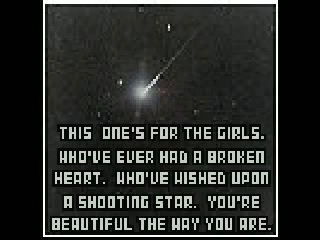 THIS ONE'S FOR THE GIRLS.
WHO'VE EVER HAD A BROKEN
HEART. WHO'VE WISHED UPON
A SHOOTING STAR. YOU'RE
BEAUTIFUL THE WAY YOU ARE.